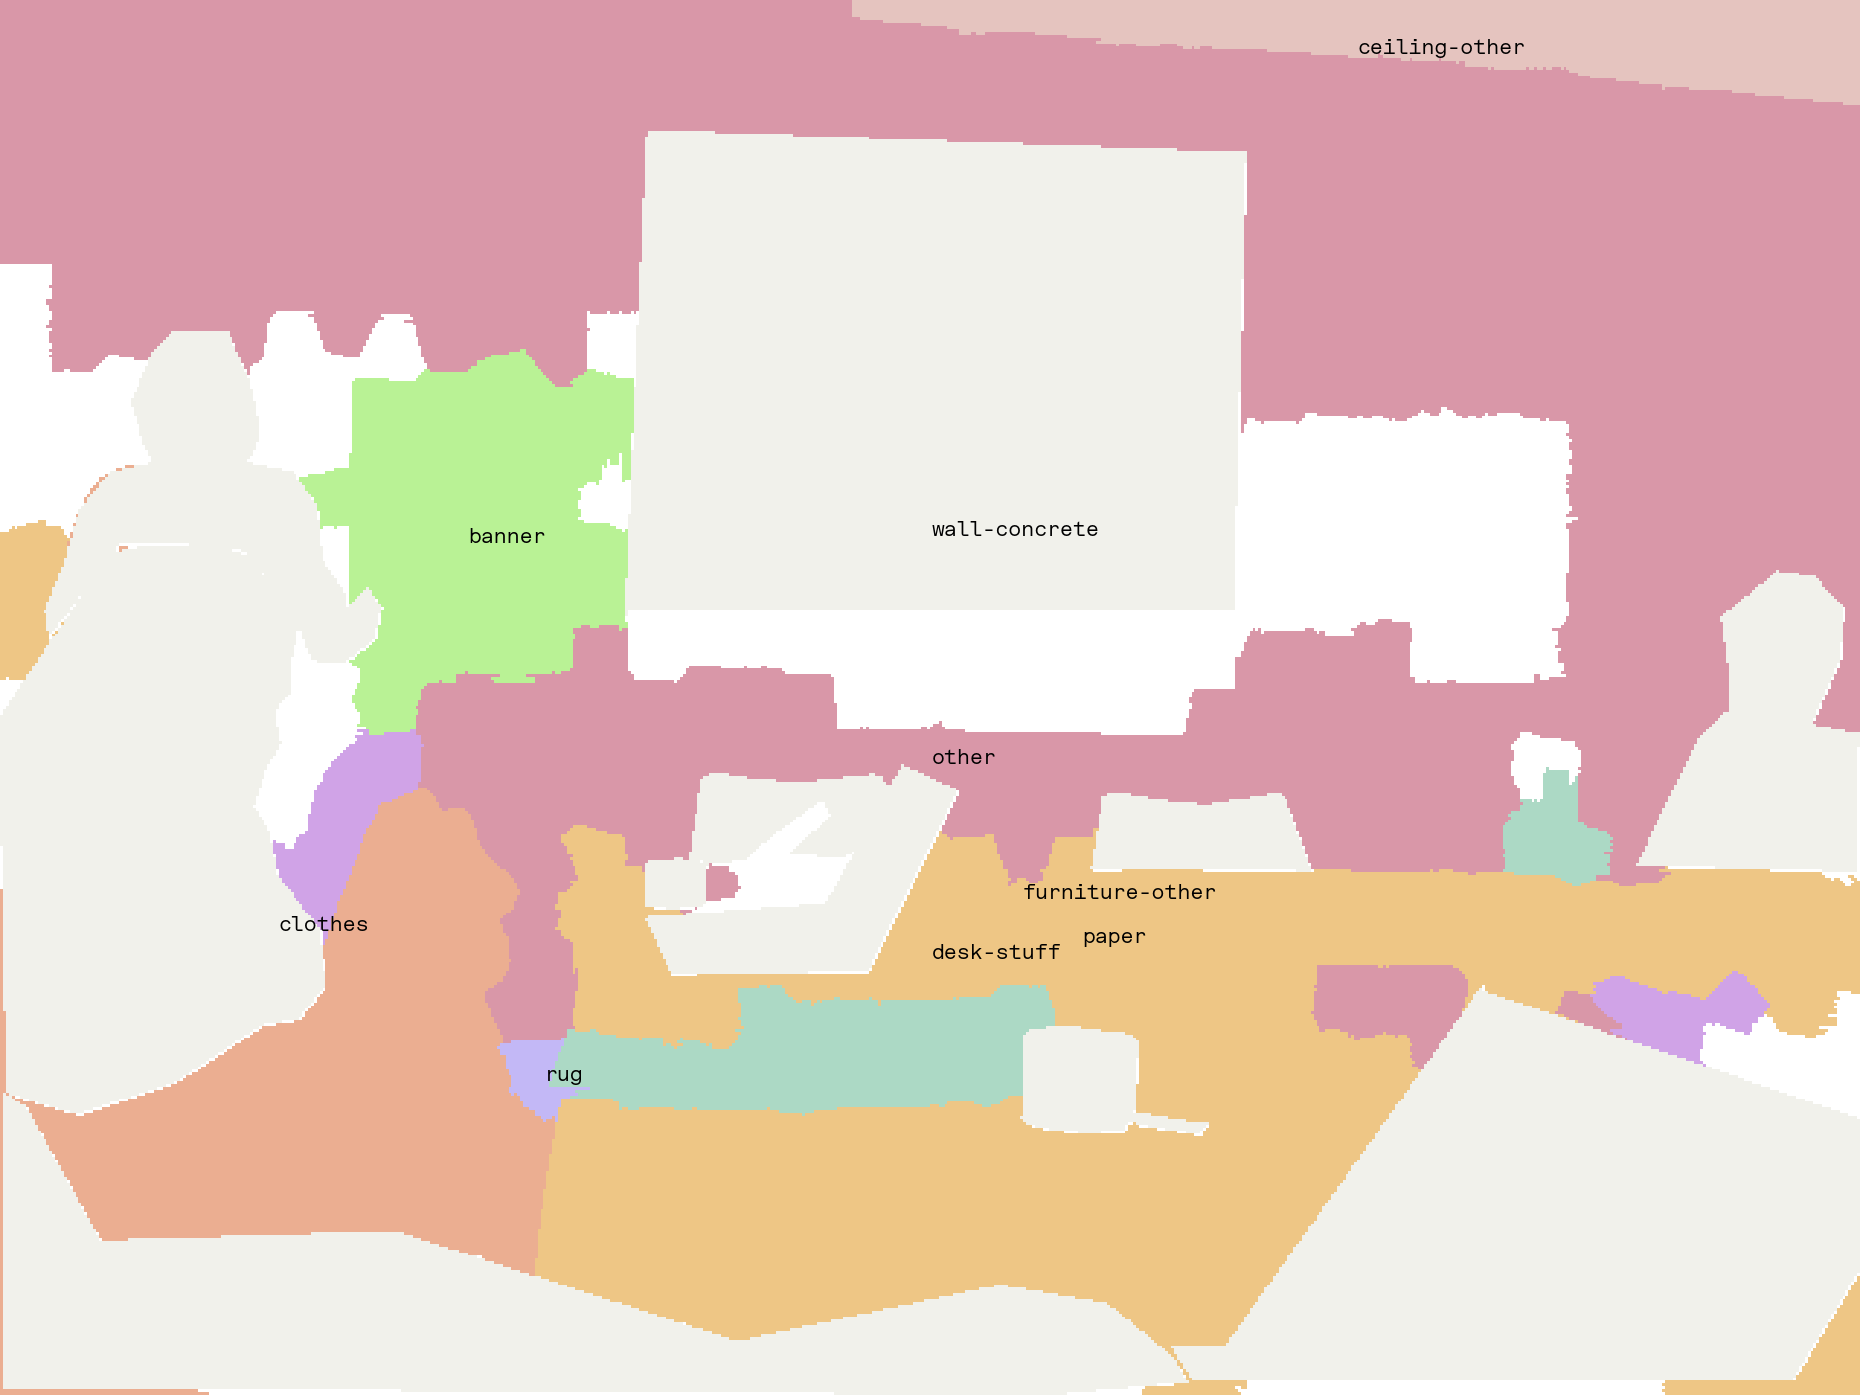 ceiling-other
banner
wall-concrete
other
furniture-other
clothes
paper
desk-stuff
rug